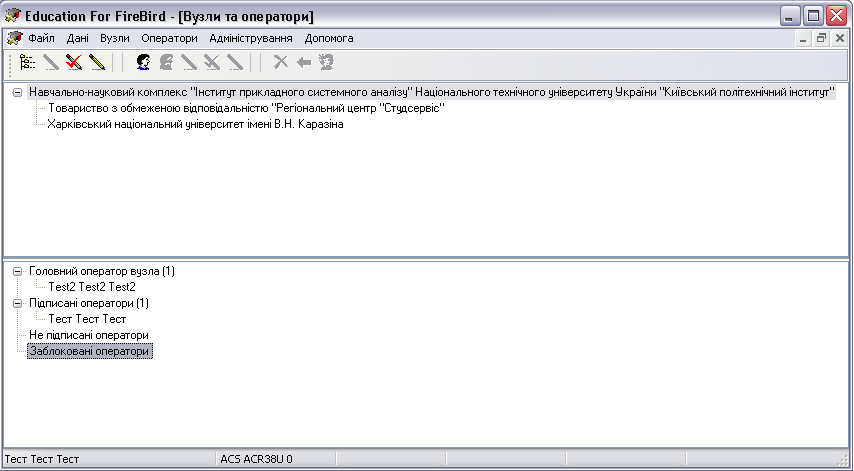 Education For FireBird - [Вузли та оператори]
Файл Дані Вузли Оператори Адміністрування Допомога
Навчально-науковий комплекс "Інститут прикладного системного аналізу" Національного технічного університету України "Київський політехнічний інститут"
Товариство з обмеженою відповідальністю "Регіональний центр "Студсервіс"
Харківський національний університет імені В.Н. Каразіна
Головний оператор вузла (1)
Test2 Test2 Test2
Підписані оператори (1)
Тест Тест Тест
Не підписані оператори
Заблоковані оператори
Тест Тест Тест ACS ACR38U 0